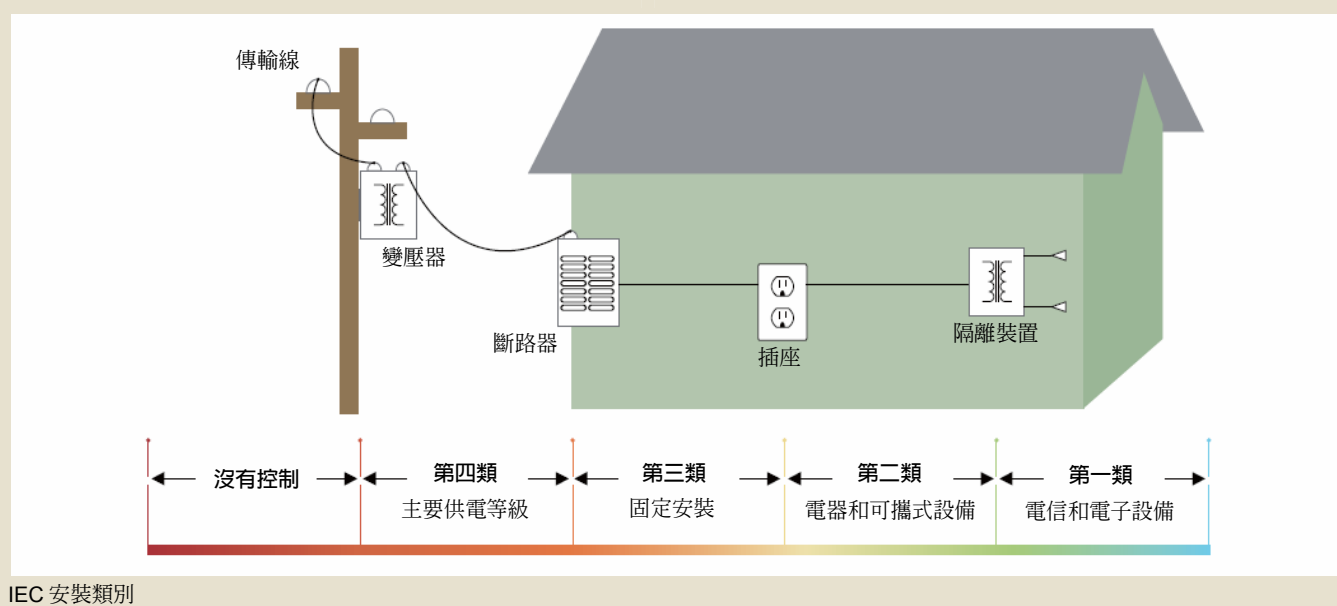 傳輸線
變壓器
斷路器
插座
隔離裝置
沒有控制
第四類
主要供電等級
第三類
固定安裝
第二類
電器和可攜式設備
第一類
電信和電子設備
IEC 安裝類別